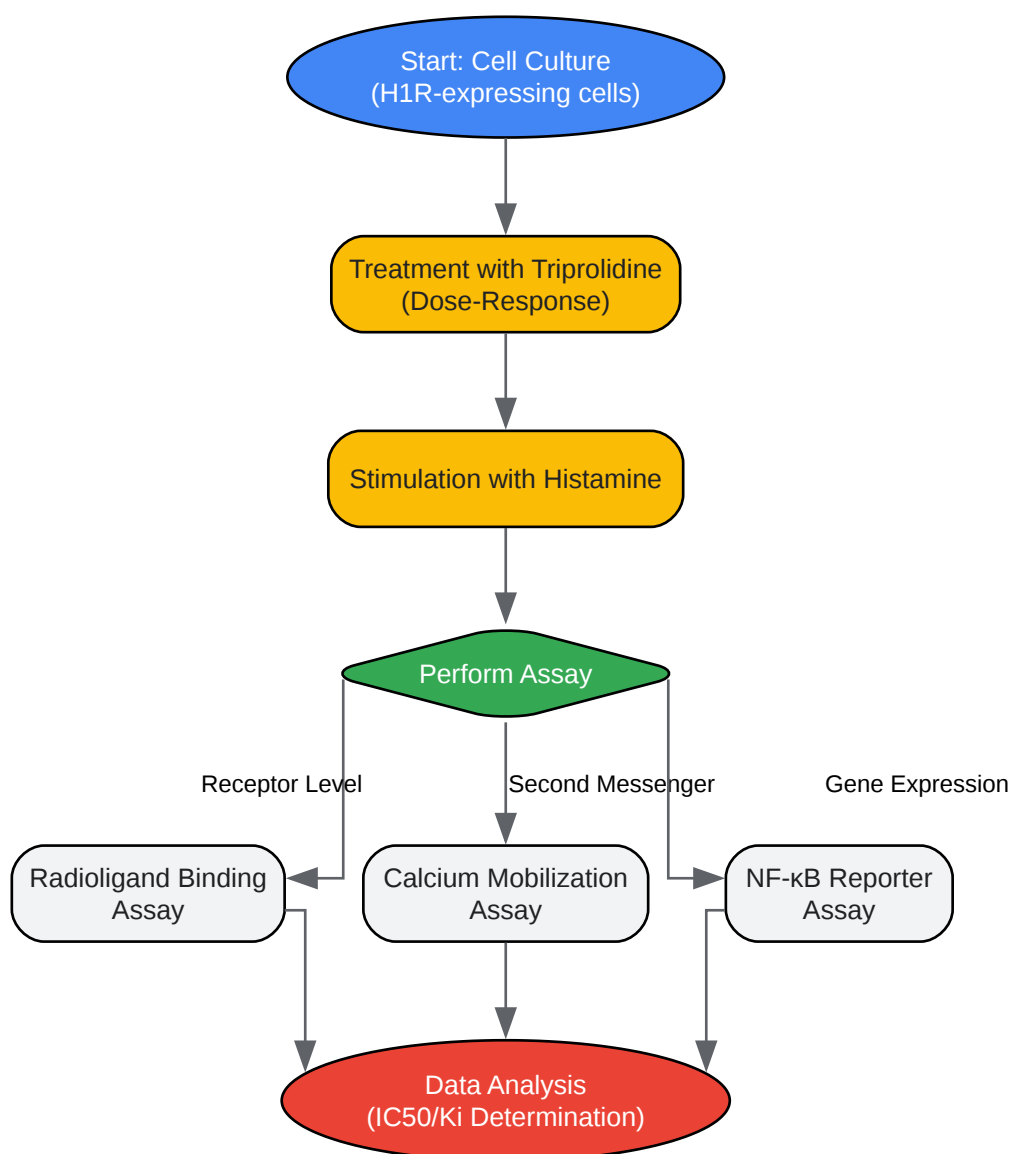 Start: Cell Culture
(H1R-expressing cells)
Treatment with Triprolidine
(Dose-Response)
Stimulation with Histamine
Perform Assay
Receptor Level
Second Messenger
Gene Expression
Radioligand Binding
Assay
Calcium Mobilization
Assay
NF-κB Reporter
Assay
Data Analysis
(IC50/Ki Determination)